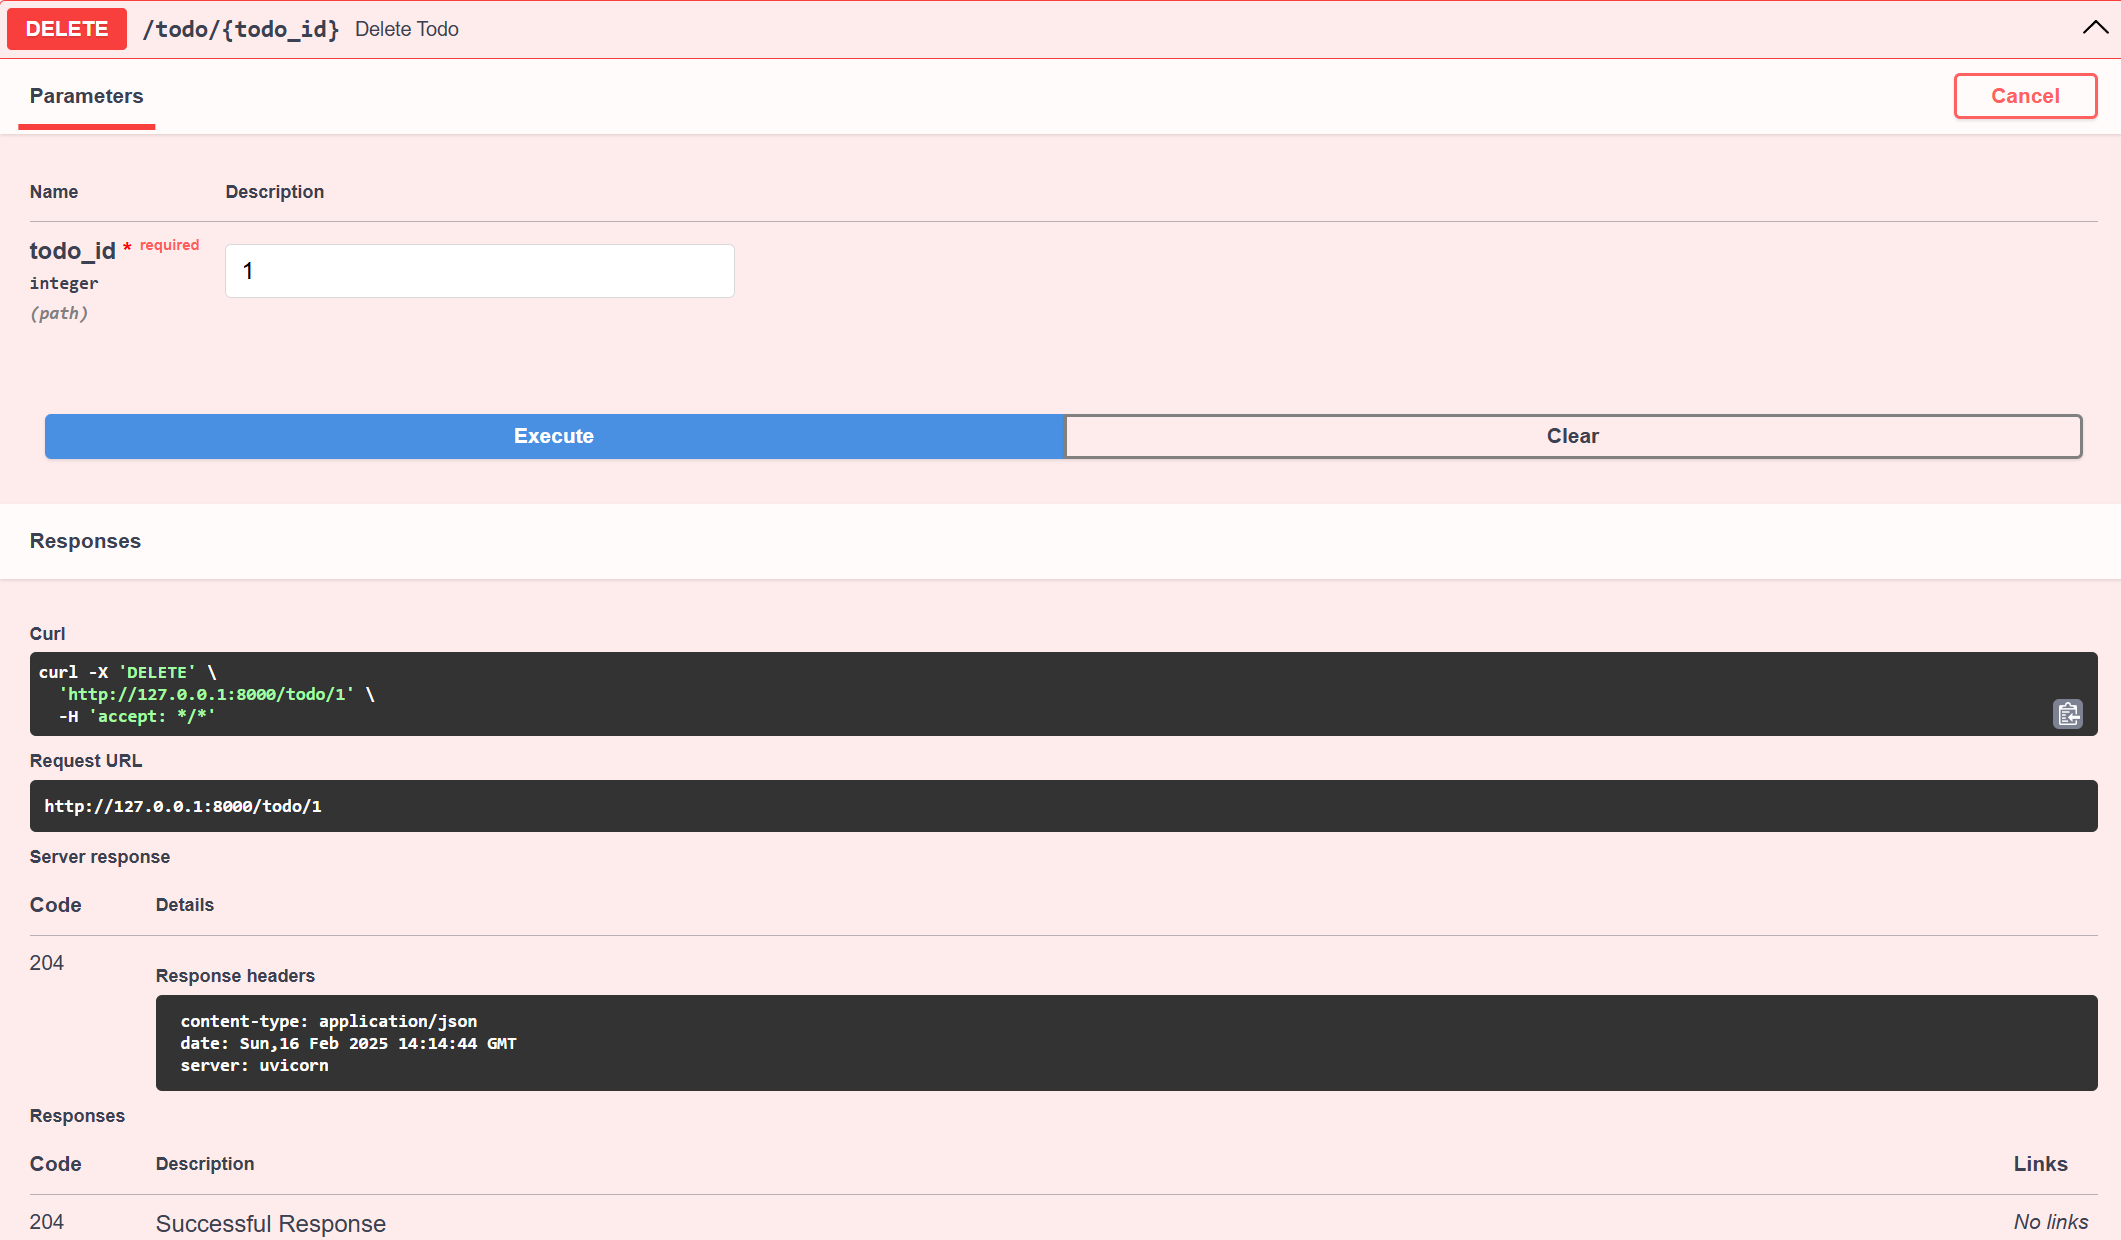 DELETE /todo/{todo_id} Delete Todo
Parameters
Cancel
Name Description
todo_id * required
integer
(path)
1
Execute Clear
Responses
Curl
curl -X 'DELETE' \
  'http://127.0.0.1:8000/todo/1' \
  -H 'accept: */*'
Request URL
http://127.0.0.1:8000/todo/1
Server response
Code Details
204
Response headers
content-type: application/json
date: Sun,16 Feb 2025 14:14:44 GMT
server: uvicorn
Responses
Code Description Links
204 Successful Response No links